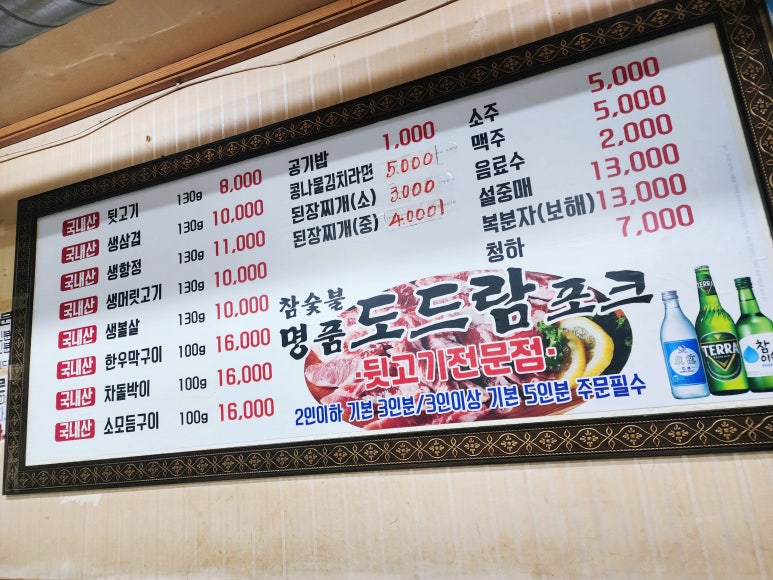 국내산 뒷고기 130g 8,000
국내산 생삼겹 130g 10,000
국내산 생항정 130g 11,000
국내산 생머릿고기 130g 10,000
국내산 생볼살 130g 10,000
국내산 한우막구이 100g 16,000
국내산 차돌박이 100g 16,000
국내산 소모듬구이 100g 16,000
공기밥 1,000
콩나물김치라면 5.000
된장찌개(소) 3.000
된장찌개(중) 4.000
소주 5,000
맥주 5,000
음료수 2,000
설중매 13,000
복분자(보해) 13,000
청하 7,000
참숯불
명품 도드람 포크
·뒷고기전문점·
2인이하 기본 3인분/3인이상 기본 5인분 주문필수
TERRA
참